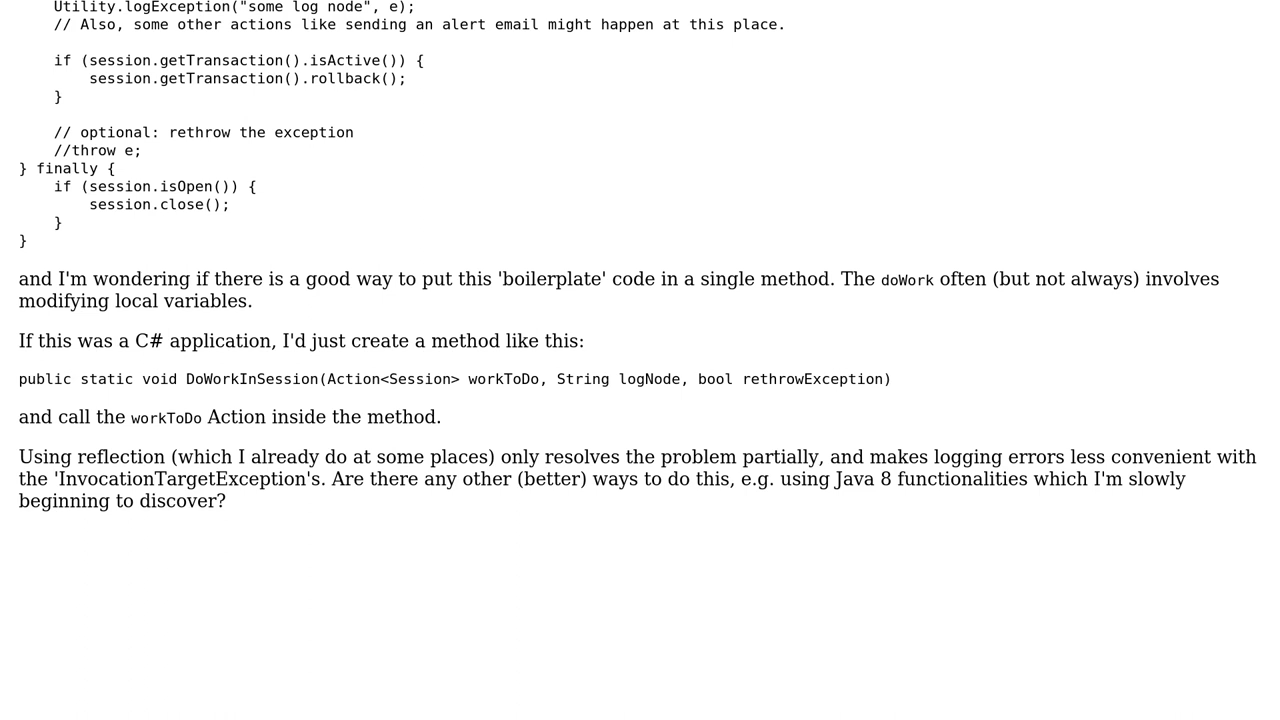 Utility.logException("some log node", e);
    // Also, some other actions like sending an alert email might happen at this place.

    if (session.getTransaction().isActive()) {
        session.getTransaction().rollback();
    }

    // optional: rethrow the exception
    //throw e;
} finally {
    if (session.isOpen()) {
        session.close();
    }
}
and I'm wondering if there is a good way to put this 'boilerplate' code in a single method. The doWork often (but not always) involves
modifying local variables.
If this was a C# application, I'd just create a method like this:
public static void DoWorkInSession(Action<Session> workToDo, String logNode, bool rethrowException)
and call the workToDo Action inside the method.
Using reflection (which I already do at some places) only resolves the problem partially, and makes logging errors less convenient with
the 'InvocationTargetException's. Are there any other (better) ways to do this, e.g. using Java 8 functionalities which I'm slowly
beginning to discover?